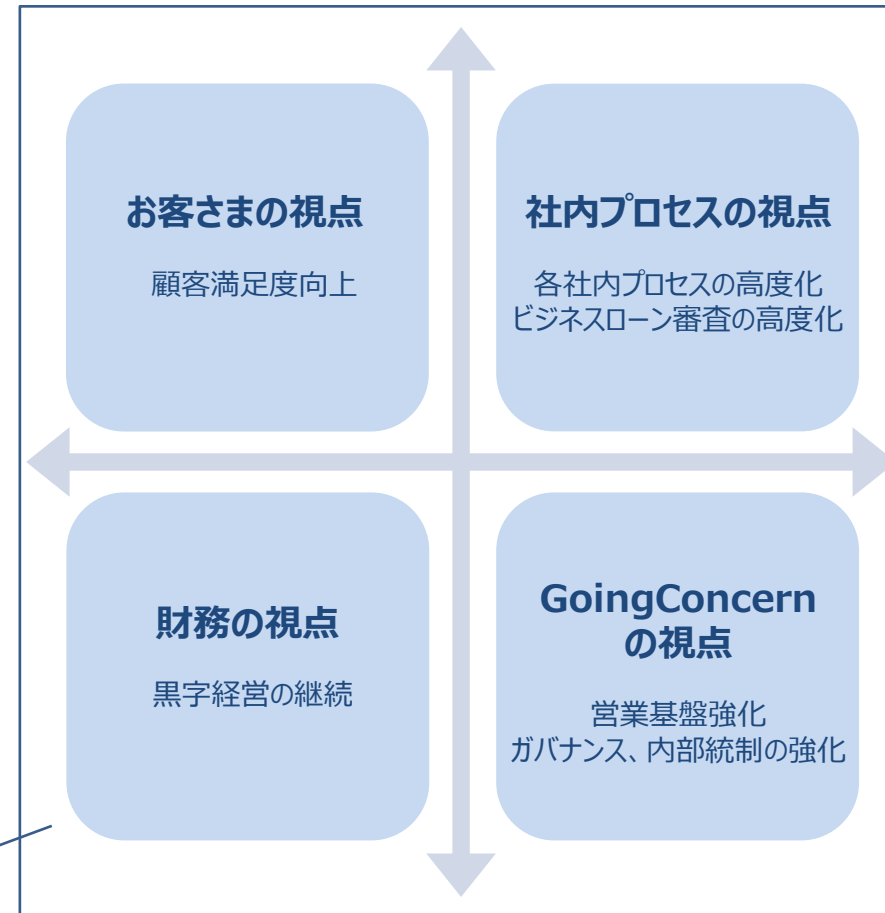 お客さまの視点
顧客満足度向上
社内プロセスの視点
各社内プロセスの高度化
ビジネスローン審査の高度化
財務の視点
黒字経営の継続
GoingConcern
の視点
営業基盤強化
ガバナンス、内部統制の強化